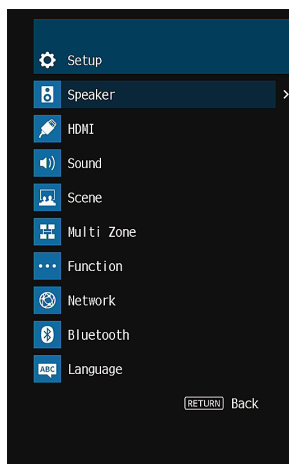 Setup
Speaker
HDMI
Sound
Scene
Multi Zone
Function
Network
Bluetooth
ABC Language
RETURN Back